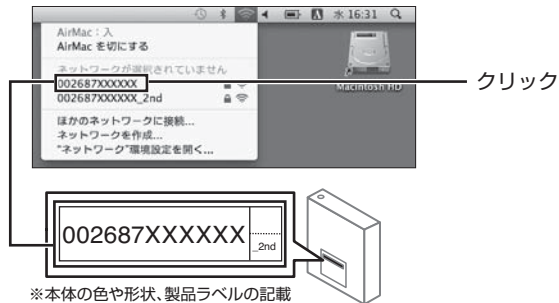 水 16:31
AirMac：入
AirMac を切にする
ネットワークが選択されていません
002687XXXXXX
002687XXXXXX_2nd
ほかのネットワークに接続...
ネットワークを作成...
"ネットワーク"環境設定を開く...
Macintosh HD
クリック
002687XXXXXX
_2nd
※本体の色や形状、製品ラベルの記載